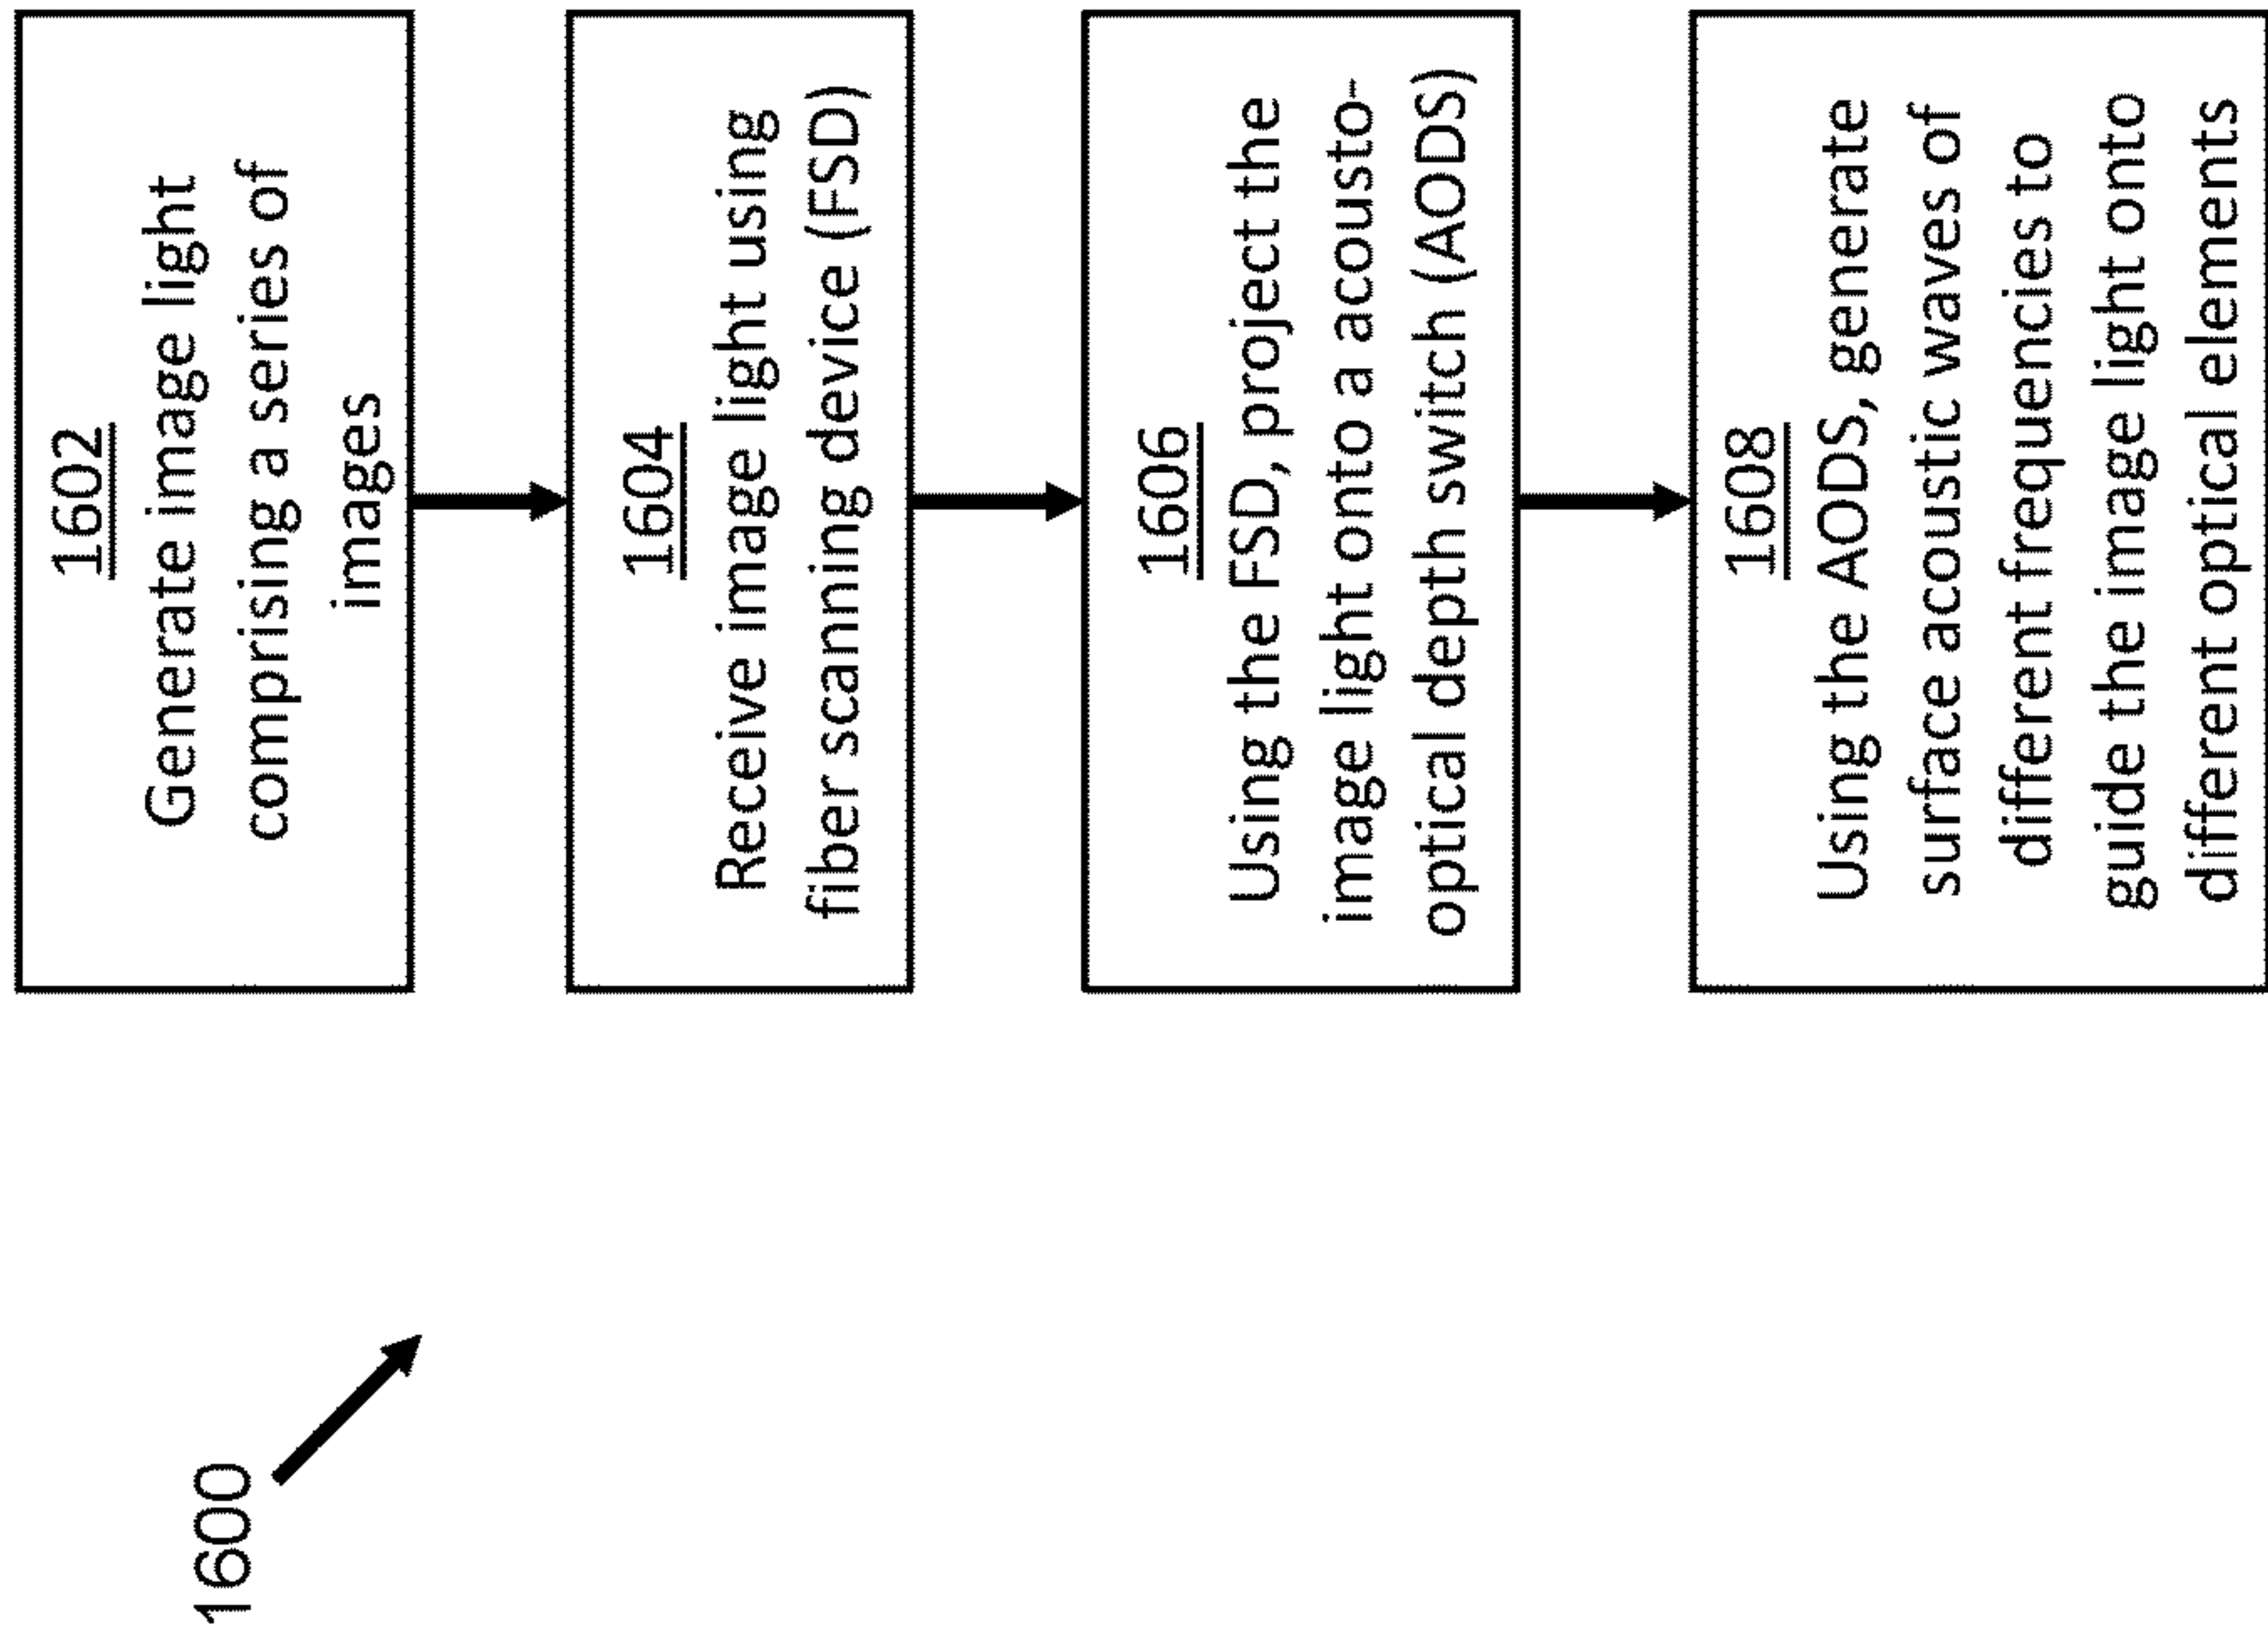 1600
1602
Generate image light
comprising a series of
images
1604
Receive image light using
fiber scanning device (FSD)
1606
Using the FSD, project the
image light onto a acousto-
optical depth switch (AODS)
1608
Using the AODS, generate
surface acoustic waves of
different frequencies to
guide the image light onto
different optical elements